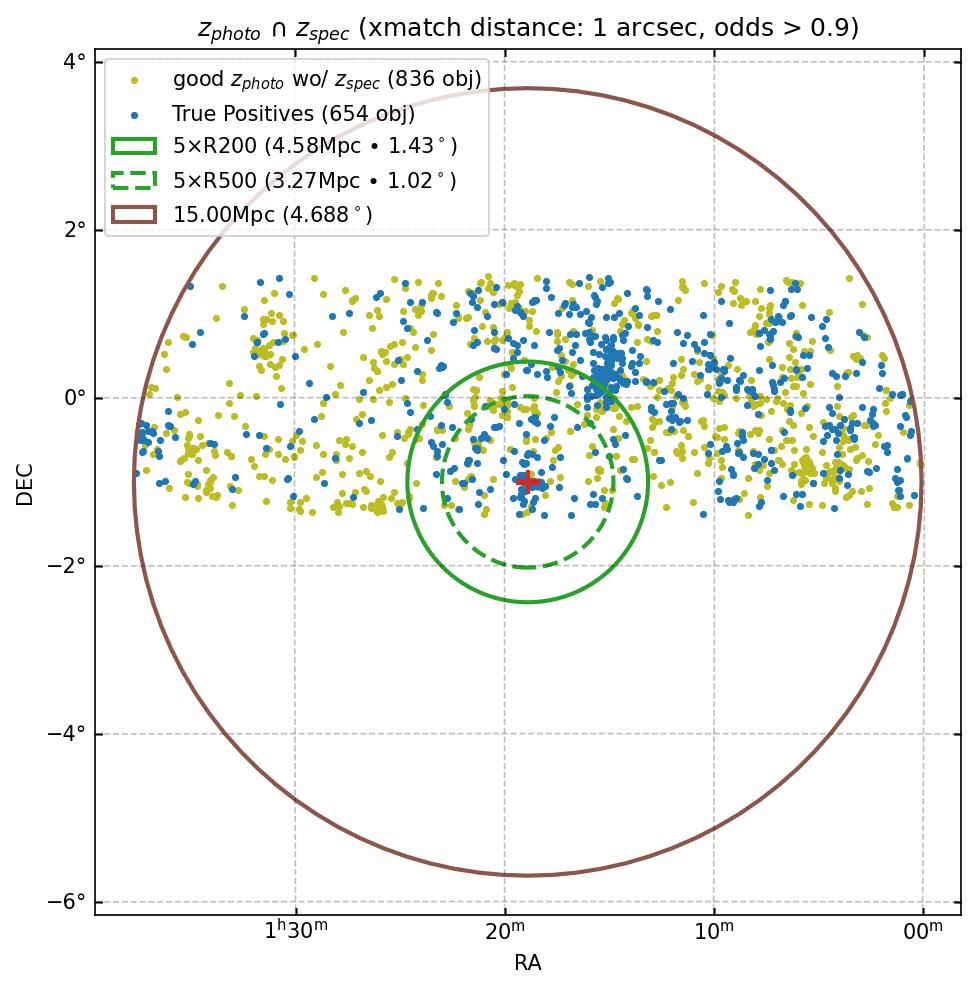 z_photo ∩ z_spec (xmatch distance: 1 arcsec, odds > 0.9)
good z_photo wo/ z_spec (836 obj)
True Positives (654 obj)
5×R200 (4.58Mpc • 1.43°)
5×R500 (3.27Mpc • 1.02°)
15.00Mpc (4.688°)
4°
2°
0°
−2°
−4°
−6°
DEC
1ʰ30ᵐ 20ᵐ 10ᵐ 00ᵐ
RA